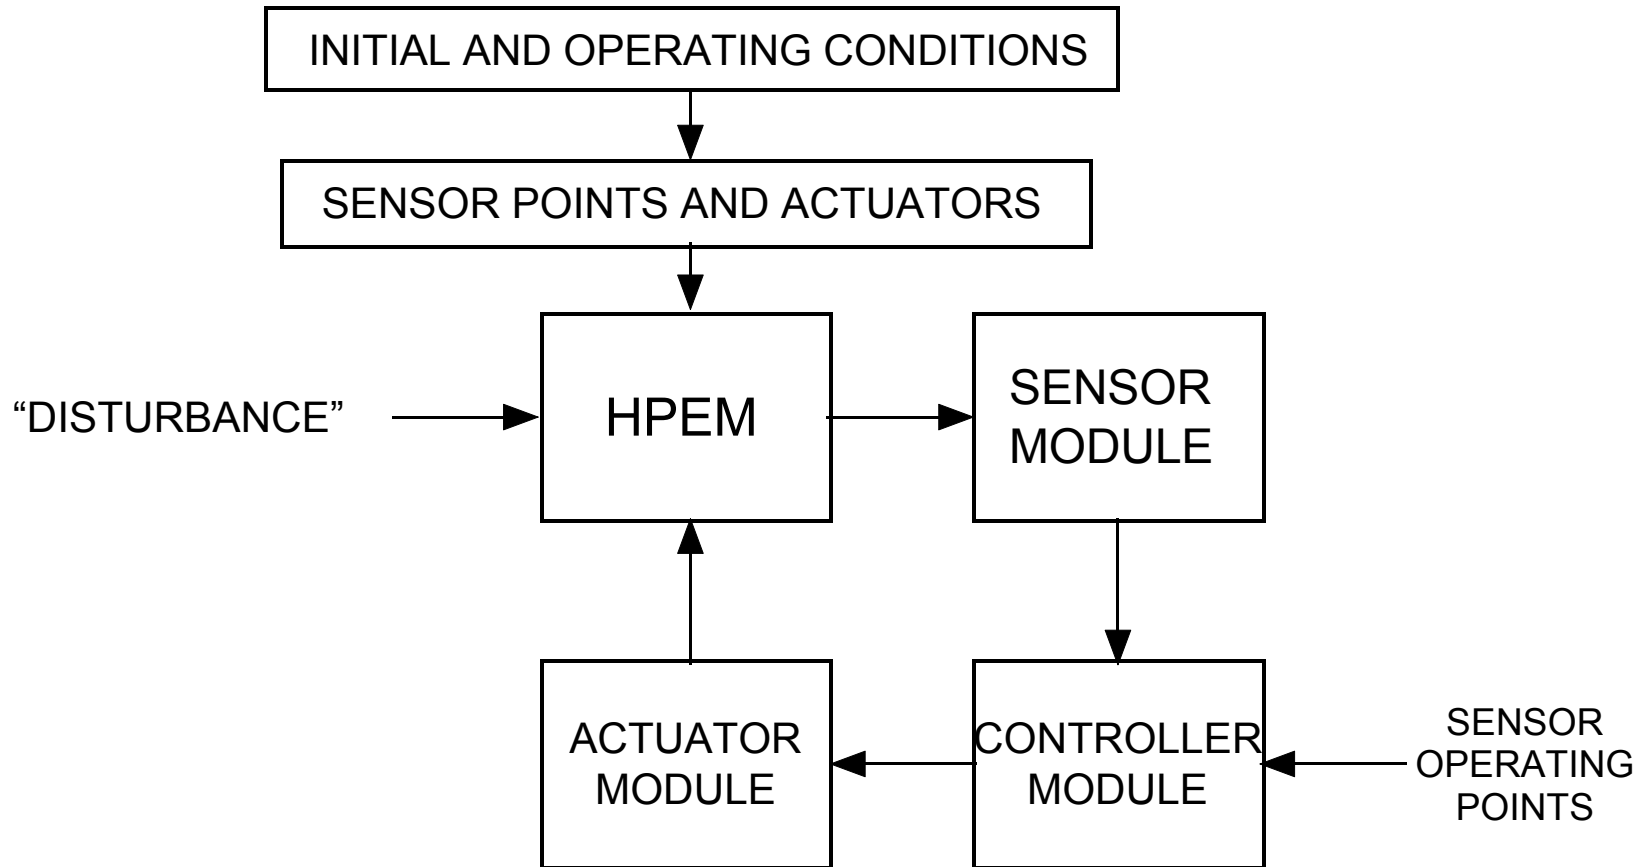 INITIAL AND OPERATING CONDITIONS
SENSOR POINTS AND ACTUATORS
“DISTURBANCE”
HPEM
SENSOR
MODULE
ACTUATOR
MODULE
CONTROLLER
MODULE
SENSOR
OPERATING
POINTS